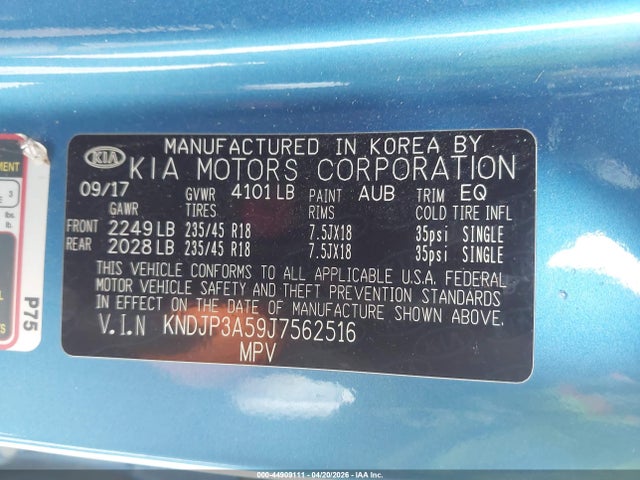 MANUFACTURED IN KOREA BY
KIA KIA MOTORS CORPORATION
09/17 GVWR 4101 LB PAINT AUB TRIM EQ
GAWR TIRES RIMS COLD TIRE INFL
FRONT 2249 LB 235/45 R18 7.5JX18 35psi SINGLE
REAR 2028 LB 235/45 R18 7.5JX18 35psi SINGLE
THIS VEHICLE CONFORMS TO ALL APPLICABLE U.S.A. FEDERAL
MOTOR VEHICLE SAFETY AND THEFT PREVENTION STANDARDS
IN EFFECT ON THE DATE OF MANUFACTURE SHOWN ABOVE.
V.I.N KNDJP3A59J7562516
MPV
3
lbs.
P75
000-44909111 - 04/20/2026 - IAA Inc.